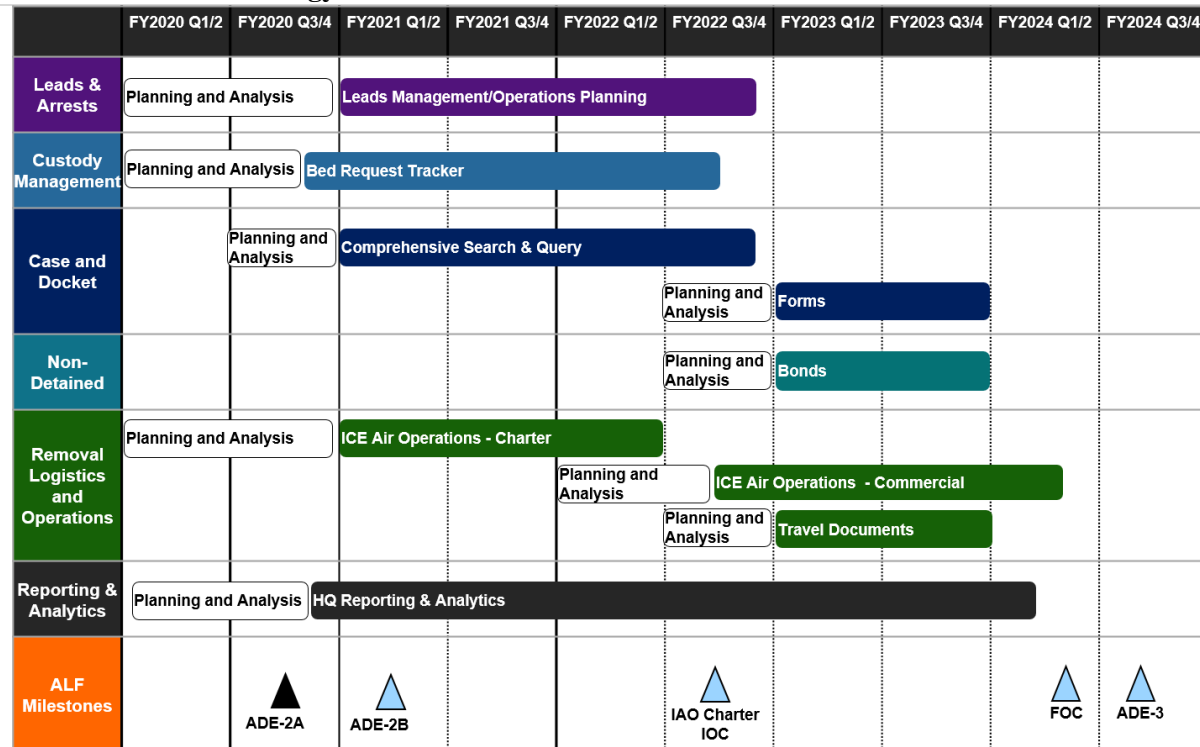 FY2020 Q1/2 FY2020 Q3/4 FY2021 Q1/2 FY2021 Q3/4 FY2022 Q1/2 FY2022 Q3/4 FY2023 Q1/2 FY2023 Q3/4 FY2024 Q1/2 FY2024 Q3/4
Leads &
Arrests
Planning and Analysis
Leads Management/Operations Planning
Custody
Management
Planning and Analysis
Bed Request Tracker
Case and
Docket
Planning and
Analysis
Comprehensive Search & Query
Planning and
Analysis
Forms
Non-
Detained
Planning and
Analysis
Bonds
Removal
Logistics
and
Operations
Planning and Analysis
ICE Air Operations - Charter
Planning and
Analysis
ICE Air Operations - Commercial
Planning and
Analysis
Travel Documents
Reporting &
Analytics
Planning and Analysis
HQ Reporting & Analytics
ALF
Milestones
ADE-2A
ADE-2B
IAO Charter
IOC
FOC
ADE-3